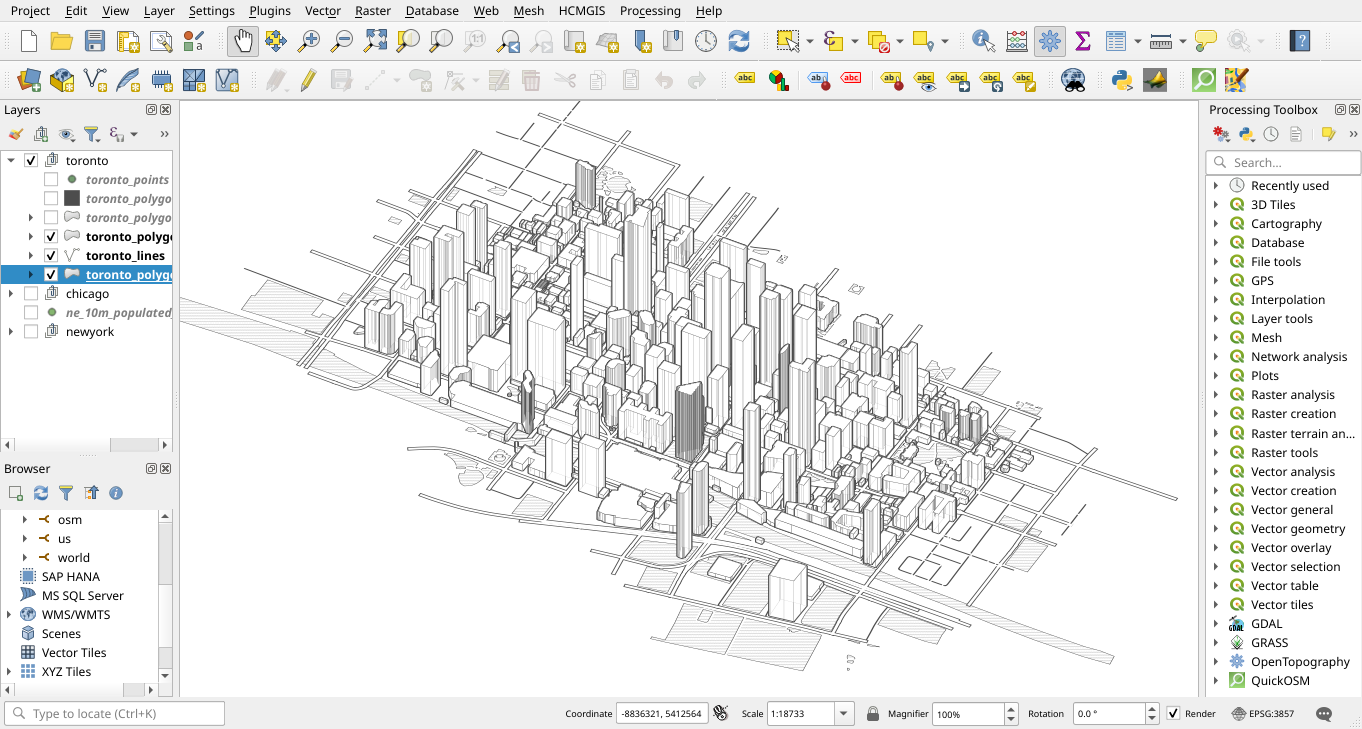 Project Edit View Layer Settings Plugins Vector Raster Database Web Mesh HCMGIS Processing Help
Layers
toronto
toronto_points
toronto_polygo
toronto_polygo
toronto_polyg
toronto_lines
toronto_polyg
chicago
ne_10m_populated_
newyork
Browser
osm
us
world
SAP HANA
MS SQL Server
WMS/WMTS
Scenes
Vector Tiles
XYZ Tiles
Processing Toolbox
Search...
Recently used
3D Tiles
Cartography
Database
File tools
GPS
Interpolation
Layer tools
Mesh
Network analysis
Plots
Raster analysis
Raster creation
Raster terrain an...
Raster tools
Vector analysis
Vector creation
Vector general
Vector geometry
Vector overlay
Vector selection
Vector table
Vector tiles
GDAL
GRASS
OpenTopography
QuickOSM
Type to locate (Ctrl+K) Coordinate -8836321, 5412564 Scale 1:18733 Magnifier 100% Rotation 0.0 ° Render EPSG:3857